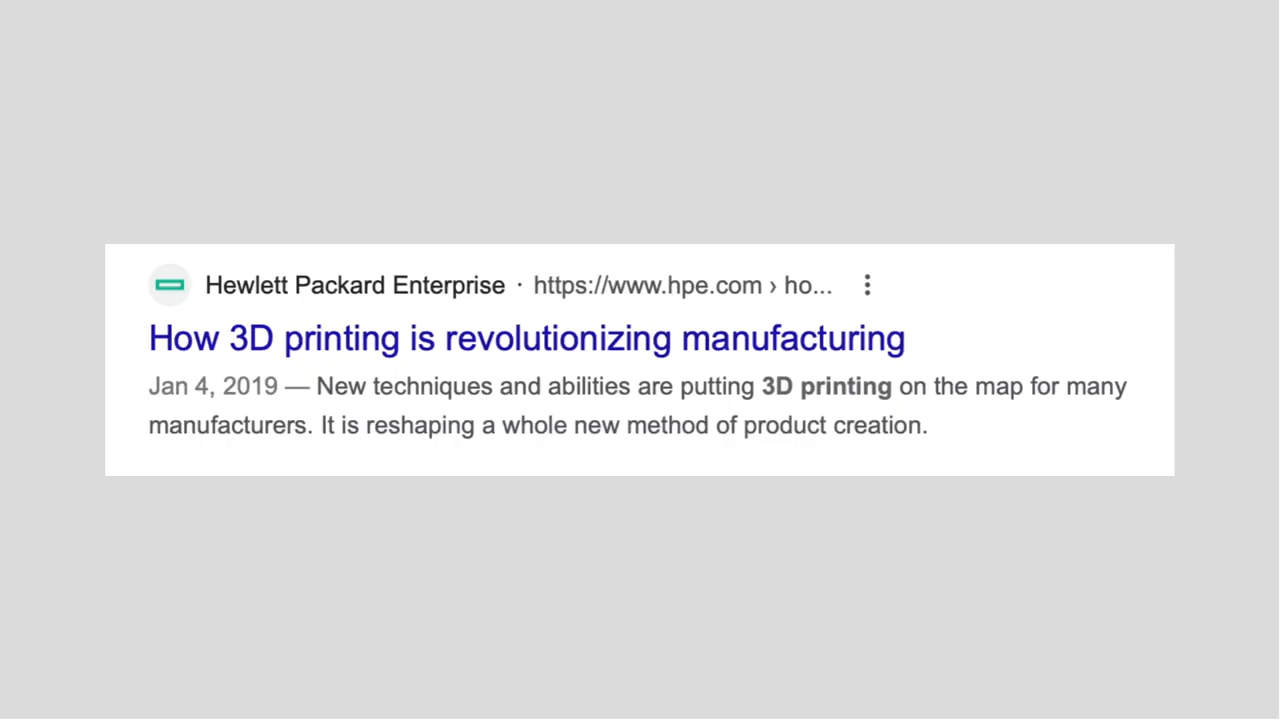 Hewlett Packard Enterprise · https://www.hpe.com › ho...
How 3D printing is revolutionizing manufacturing
Jan 4, 2019 — New techniques and abilities are putting 3D printing on the map for many
manufacturers. It is reshaping a whole new method of product creation.